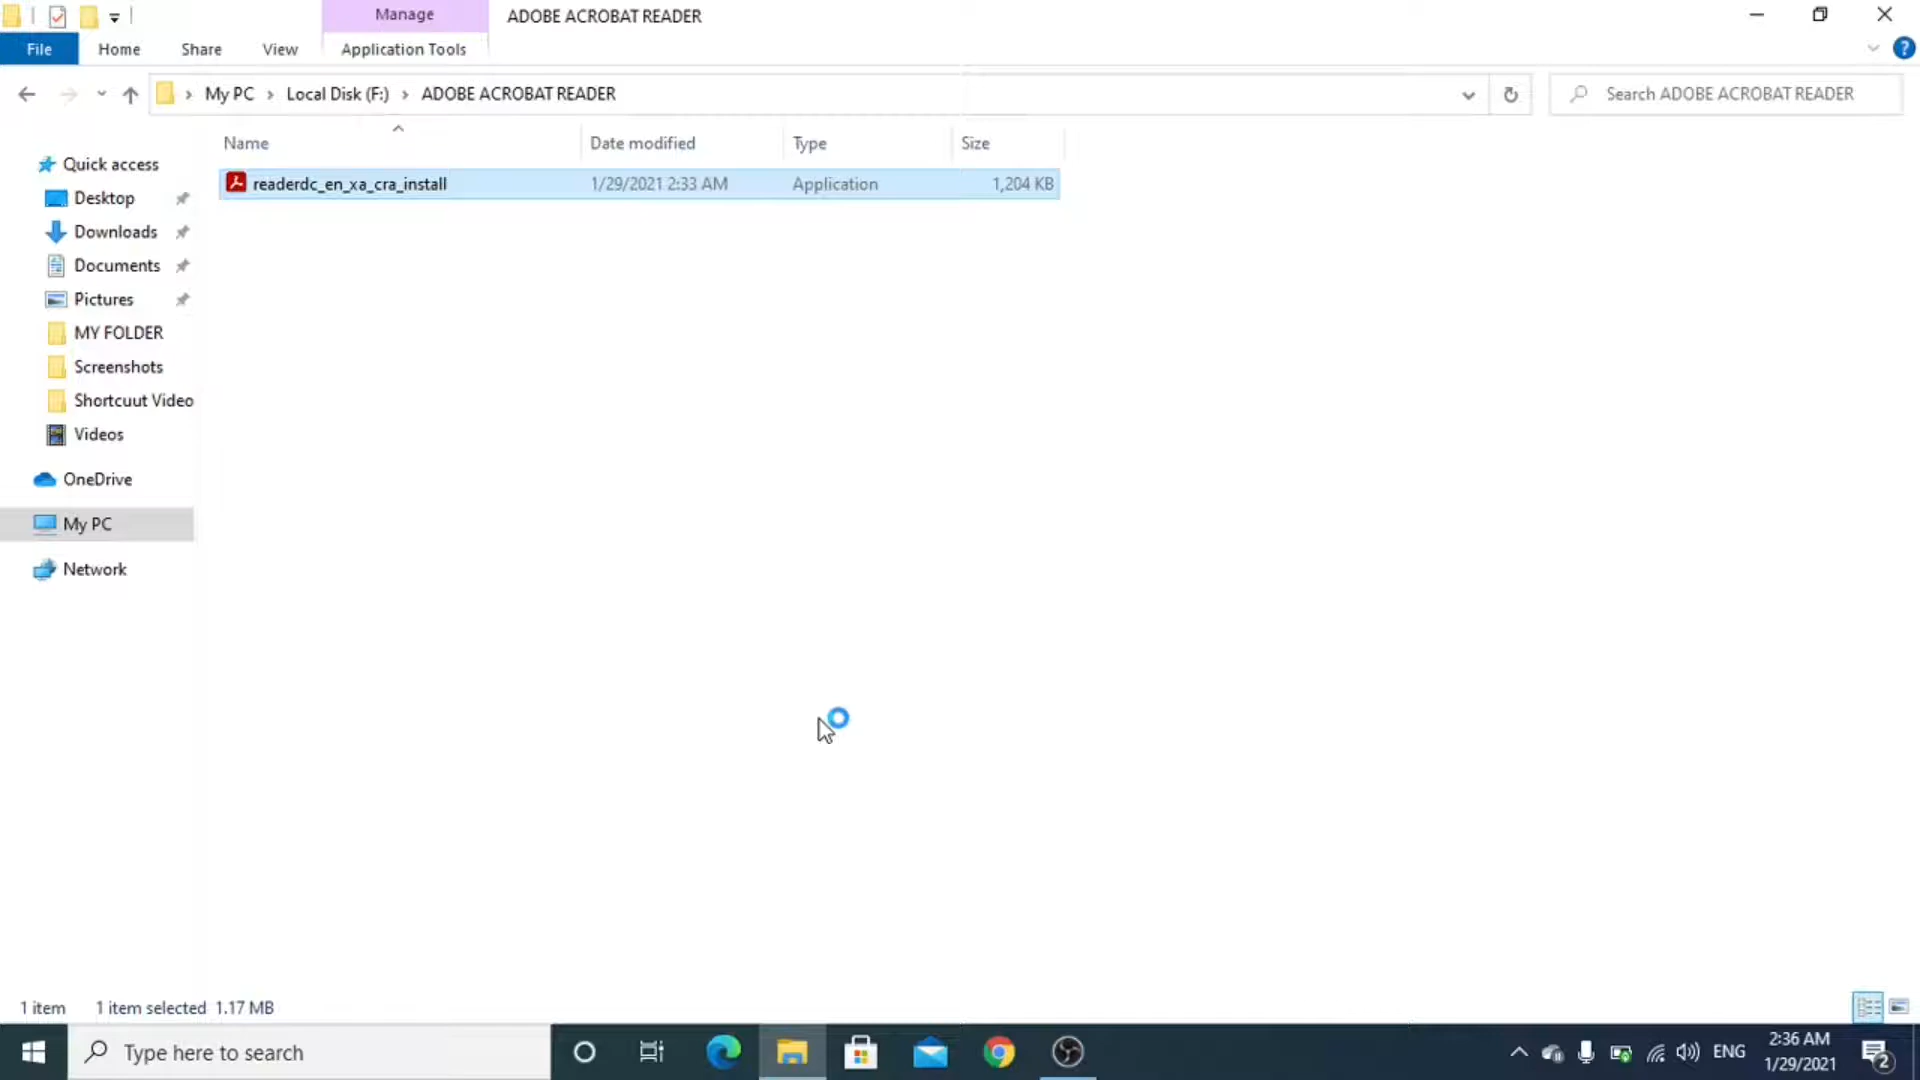 Manage
ADOBE ACROBAT READER
File
Home
Share
View
Application Tools
My PC
Local Disk (F:)
ADOBE ACROBAT READER
Search ADOBE ACROBAT READER
Name
Date modified
Type
Size
readerdc_en_xa_cra_install
1/29/2021 2:33 AM
Application
1,204 KB
Quick access
Desktop
Downloads
Documents
Pictures
MY FOLDER
Screenshots
Shortcuut Video
Videos
OneDrive
My PC
Network
1 item
1 item selected 1.17 MB
Type here to search
ENG
2:36 AM
1/29/2021
2